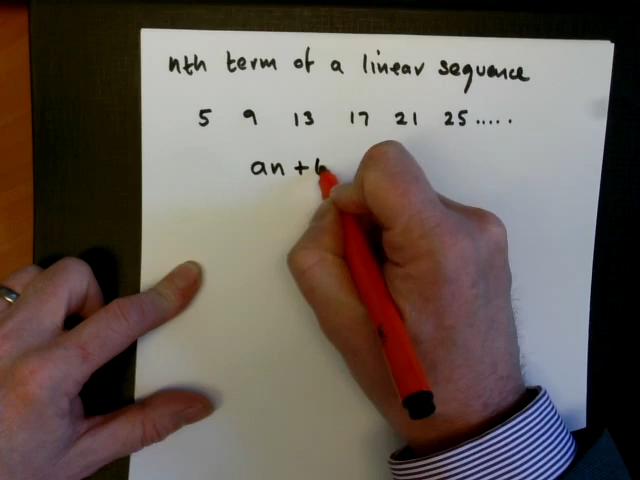 nth term of a linear sequence
5 9 13 17 21 25.....
an + b